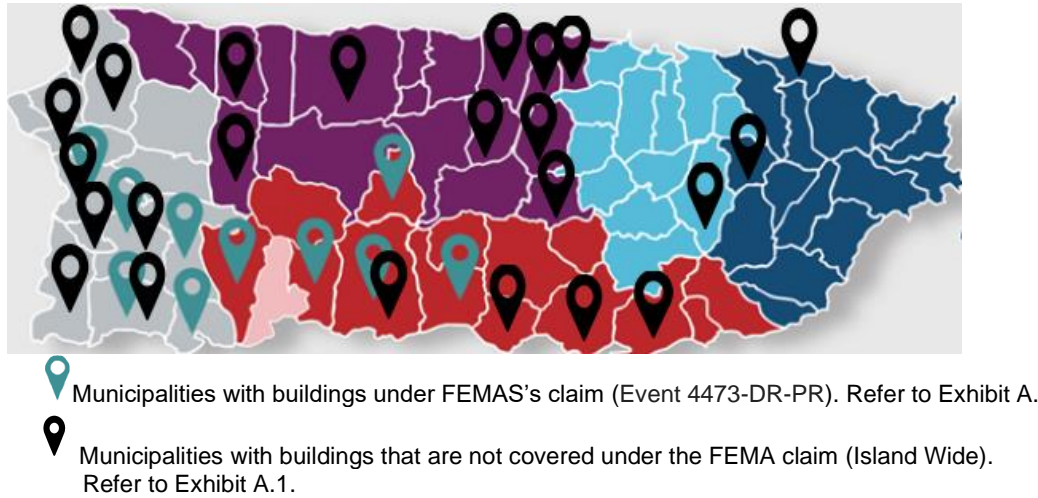 Municipalities with buildings under FEMAS’s claim (Event 4473-DR-PR). Refer to Exhibit A.
Municipalities with buildings that are not covered under the FEMA claim (Island Wide).
Refer to Exhibit A.1.